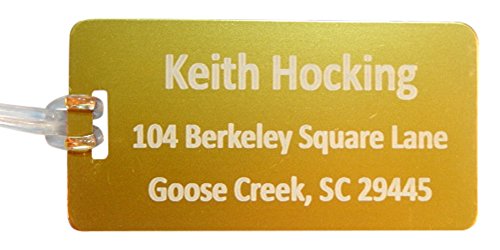 Keith Hocking
104 Berkeley Square Lane
Goose Creek, SC 29445